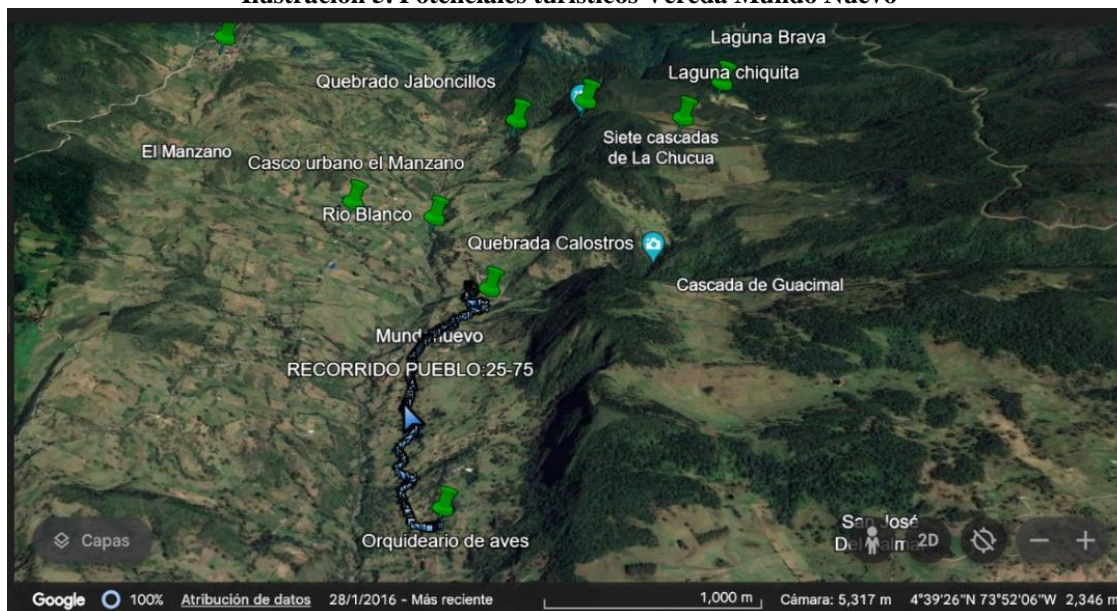 Ilustración 3. Potenciales turísticos Vereda Mundo Nuevo
Laguna Brava
Quebrado Jaboncillos
Laguna chiquita
El Manzano
Casco urbano el Manzano
Siete cascadas
de La Chucua
Rio Blanco
Quebrada Calostros
Cascada de Guacimal
RECORRIDO PUEBLO:25-75
Capas
Orquideario de aves
San José
2D
Google
100%
Atribución de datos
28/1/2016 - Más reciente
1,000 m
Cámara: 5,317 m
4°39'26"N 73°52'06"W
2,346 m